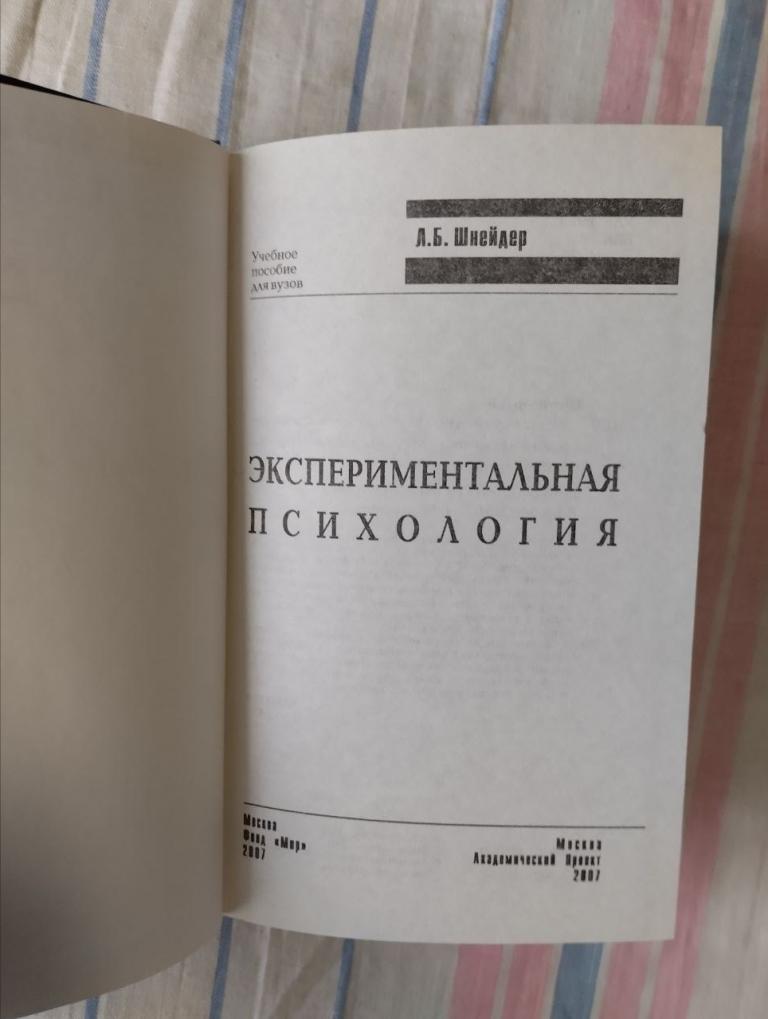 Л.Б. Шнейдер
Учебное
пособие
для вузов
ЭКСПЕРИМЕНТАЛЬНАЯ
ПСИХОЛОГИЯ
Москва
Фонд «Мир»
2007
Москва
Академический Проект
2007